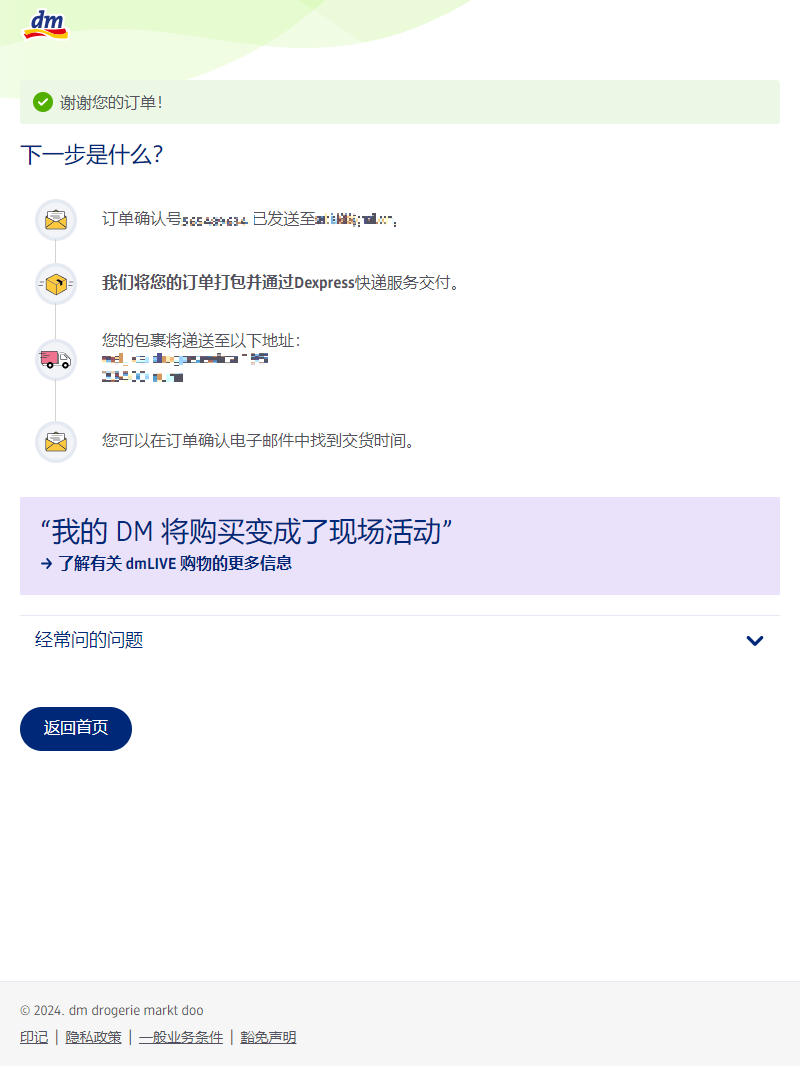 dm
谢谢您的订单！
下一步是什么？
订单确认号 已发送至
我们将您的订单打包并通过Dexpress快递服务交付。
您的包裹将递送至以下地址：
您可以在订单确认电子邮件中找到交货时间。
“我的 DM 将购买变成了现场活动”
→ 了解有关 dmLIVE 购物的更多信息
经常问的问题
返回首页
© 2024. dm drogerie markt doo
印记 | 隐私政策 | 一般业务条件 | 豁免声明